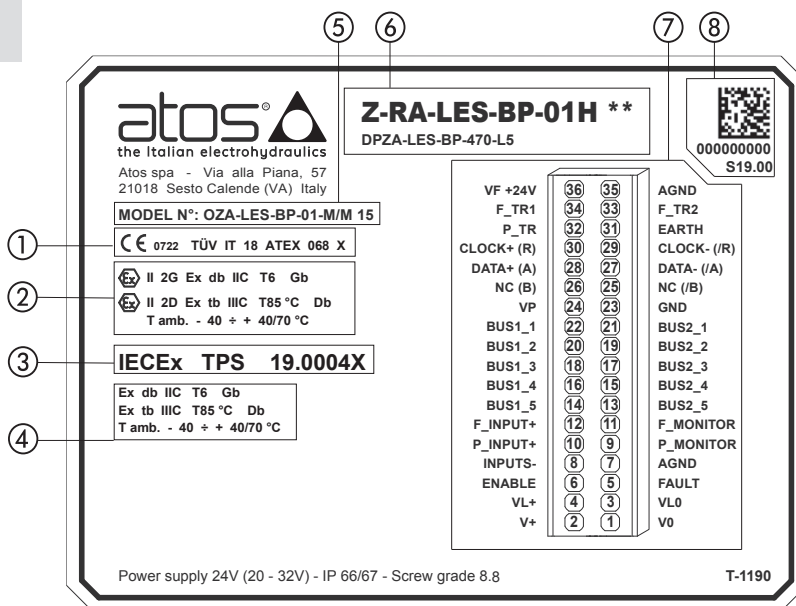 ⑤ ⑥ ⑦ ⑧
atos®
the Italian electrohydraulics
Atos spa - Via alla Piana, 57
21018 Sesto Calende (VA) Italy
Z-RA-LES-BP-01H **
DPZA-LES-BP-470-L5
000000000
S19.00
MODEL N°: OZA-LES-BP-01-M/M 15
①
CE 0722 TÜV IT 18 ATEX 068 X
②
Ex II 2G Ex db IIC T6 Gb
Ex II 2D Ex tb IIIC T85 °C Db
T amb. - 40 ÷ + 40/70 °C
③
IECEx TPS 19.0004X
④
Ex db IIC T6 Gb
Ex tb IIIC T85 °C Db
T amb. - 40 ÷ + 40/70 °C
VF +24V 36 35 AGND
F_TR1 34 33 F_TR2
P_TR 32 31 EARTH
CLOCK+ (R) 30 29 CLOCK- (/R)
DATA+ (A) 28 27 DATA- (/A)
NC (B) 26 25 NC (/B)
VP 24 23 GND
BUS1_1 22 21 BUS2_1
BUS1_2 20 19 BUS2_2
BUS1_3 18 17 BUS2_3
BUS1_4 16 15 BUS2_4
BUS1_5 14 13 BUS2_5
F_INPUT+ 12 11 F_MONITOR
P_INPUT+ 10 9 P_MONITOR
INPUTS- 8 7 AGND
ENABLE 6 5 FAULT
VL+ 4 3 VL0
V+ 2 1 V0
Power supply 24V (20 - 32V) - IP 66/67 - Screw grade 8.8
T-1190